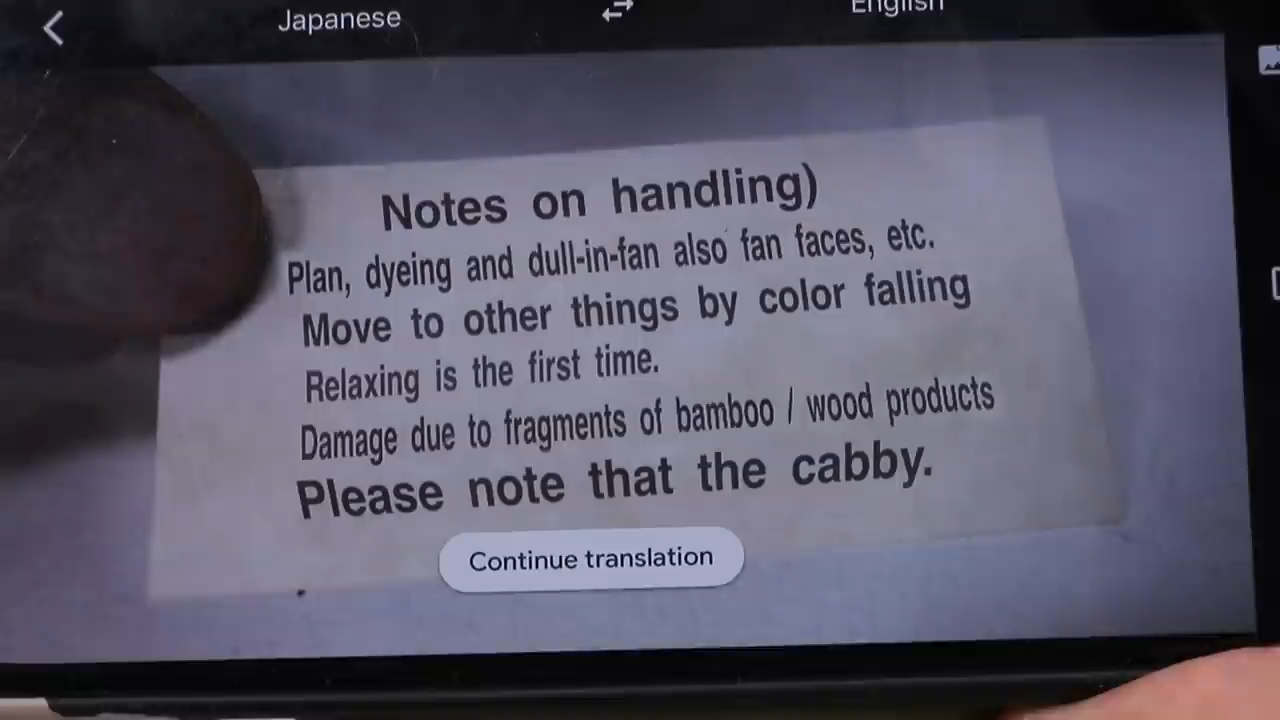 Japanese
English
Notes on handling)
Plan, dyeing and dull-in-fan also fan faces, etc.
Move to other things by color falling
Relaxing is the first time.
Damage due to fragments of bamboo / wood products
Please note that the cabby.
Continue translation